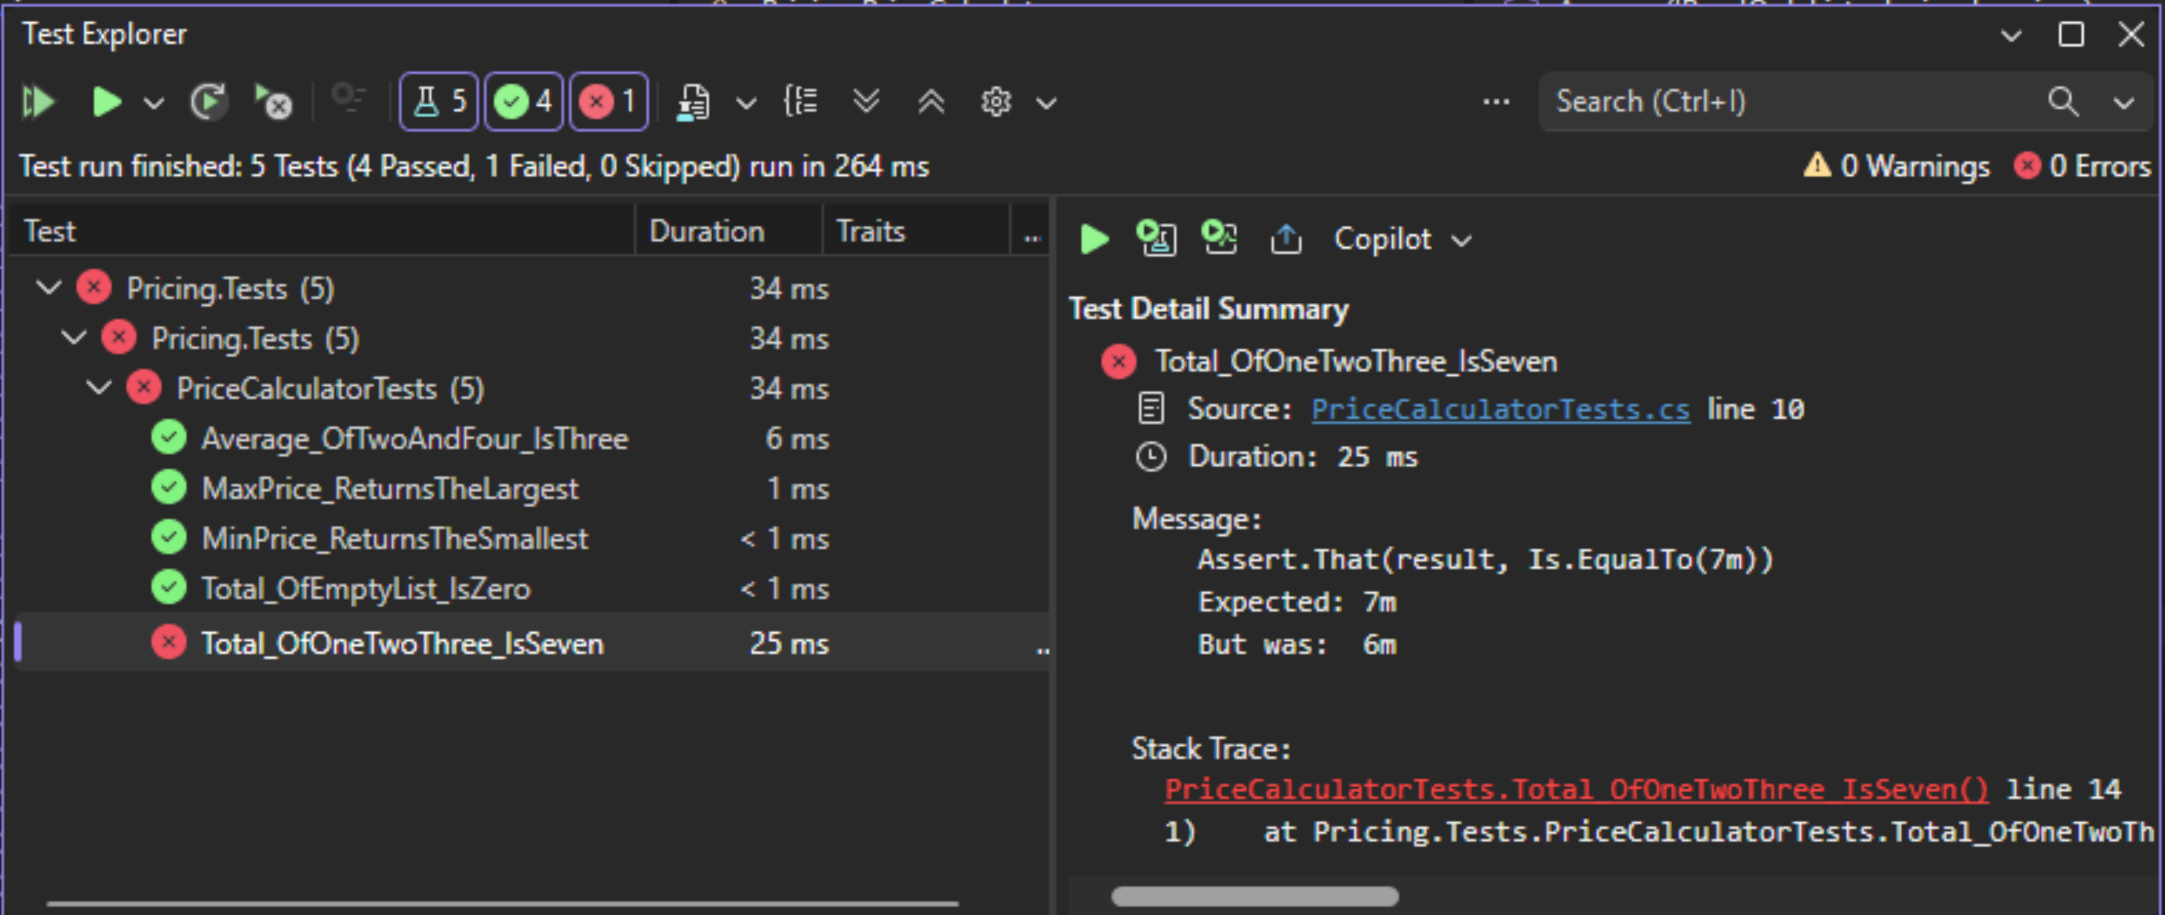 Test Explorer
5 4 1 Search (Ctrl+I)
Test run finished: 5 Tests (4 Passed, 1 Failed, 0 Skipped) run in 264 ms 0 Warnings 0 Errors
Test Duration Traits ...
Pricing.Tests (5) 34 ms
Pricing.Tests (5) 34 ms
PriceCalculatorTests (5) 34 ms
Average_OfTwoAndFour_IsThree 6 ms
MaxPrice_ReturnsTheLargest 1 ms
MinPrice_ReturnsTheSmallest < 1 ms
Total_OfEmptyList_IsZero < 1 ms
Total_OfOneTwoThree_IsSeven 25 ms ..
Copilot
Test Detail Summary
Total_OfOneTwoThree_IsSeven
Source: PriceCalculatorTests.cs line 10
Duration: 25 ms
Message:
Assert.That(result, Is.EqualTo(7m))
Expected: 7m
But was: 6m
Stack Trace:
PriceCalculatorTests.Total_OfOneTwoThree_IsSeven() line 14
1) at Pricing.Tests.PriceCalculatorTests.Total_OfOneTwoTh